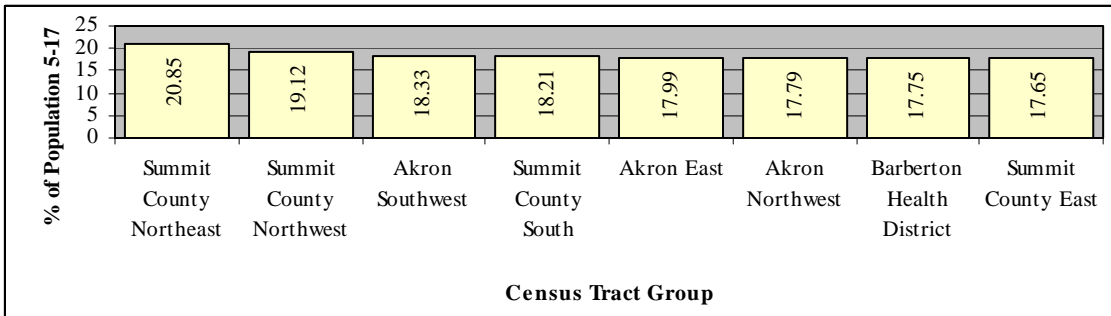 % of Population 5-17
25
20
15
10
5
0
20.85
19.12
18.33
18.21
17.99
17.79
17.75
17.65
Summit
County
Northeast
Summit
County
Northwest
Akron
Southwest
Summit
County
South
Akron East
Akron
Northwest
Barberton
Health
District
Summit
County East
Census Tract Group